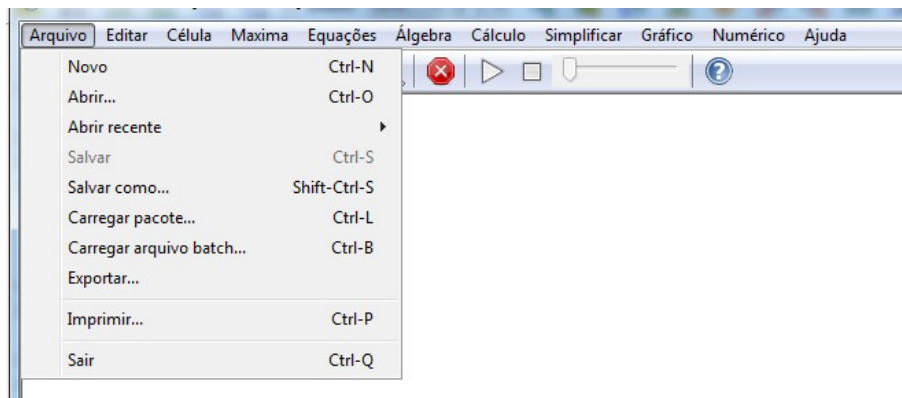 Arquivo Editar Célula Maxima Equações Álgebra Cálculo Simplificar Gráfico Numérico Ajuda
Novo Ctrl-N
Abrir... Ctrl-O
Abrir recente
Salvar Ctrl-S
Salvar como... Shift-Ctrl-S
Carregar pacote... Ctrl-L
Carregar arquivo batch... Ctrl-B
Exportar...
Imprimir... Ctrl-P
Sair Ctrl-Q